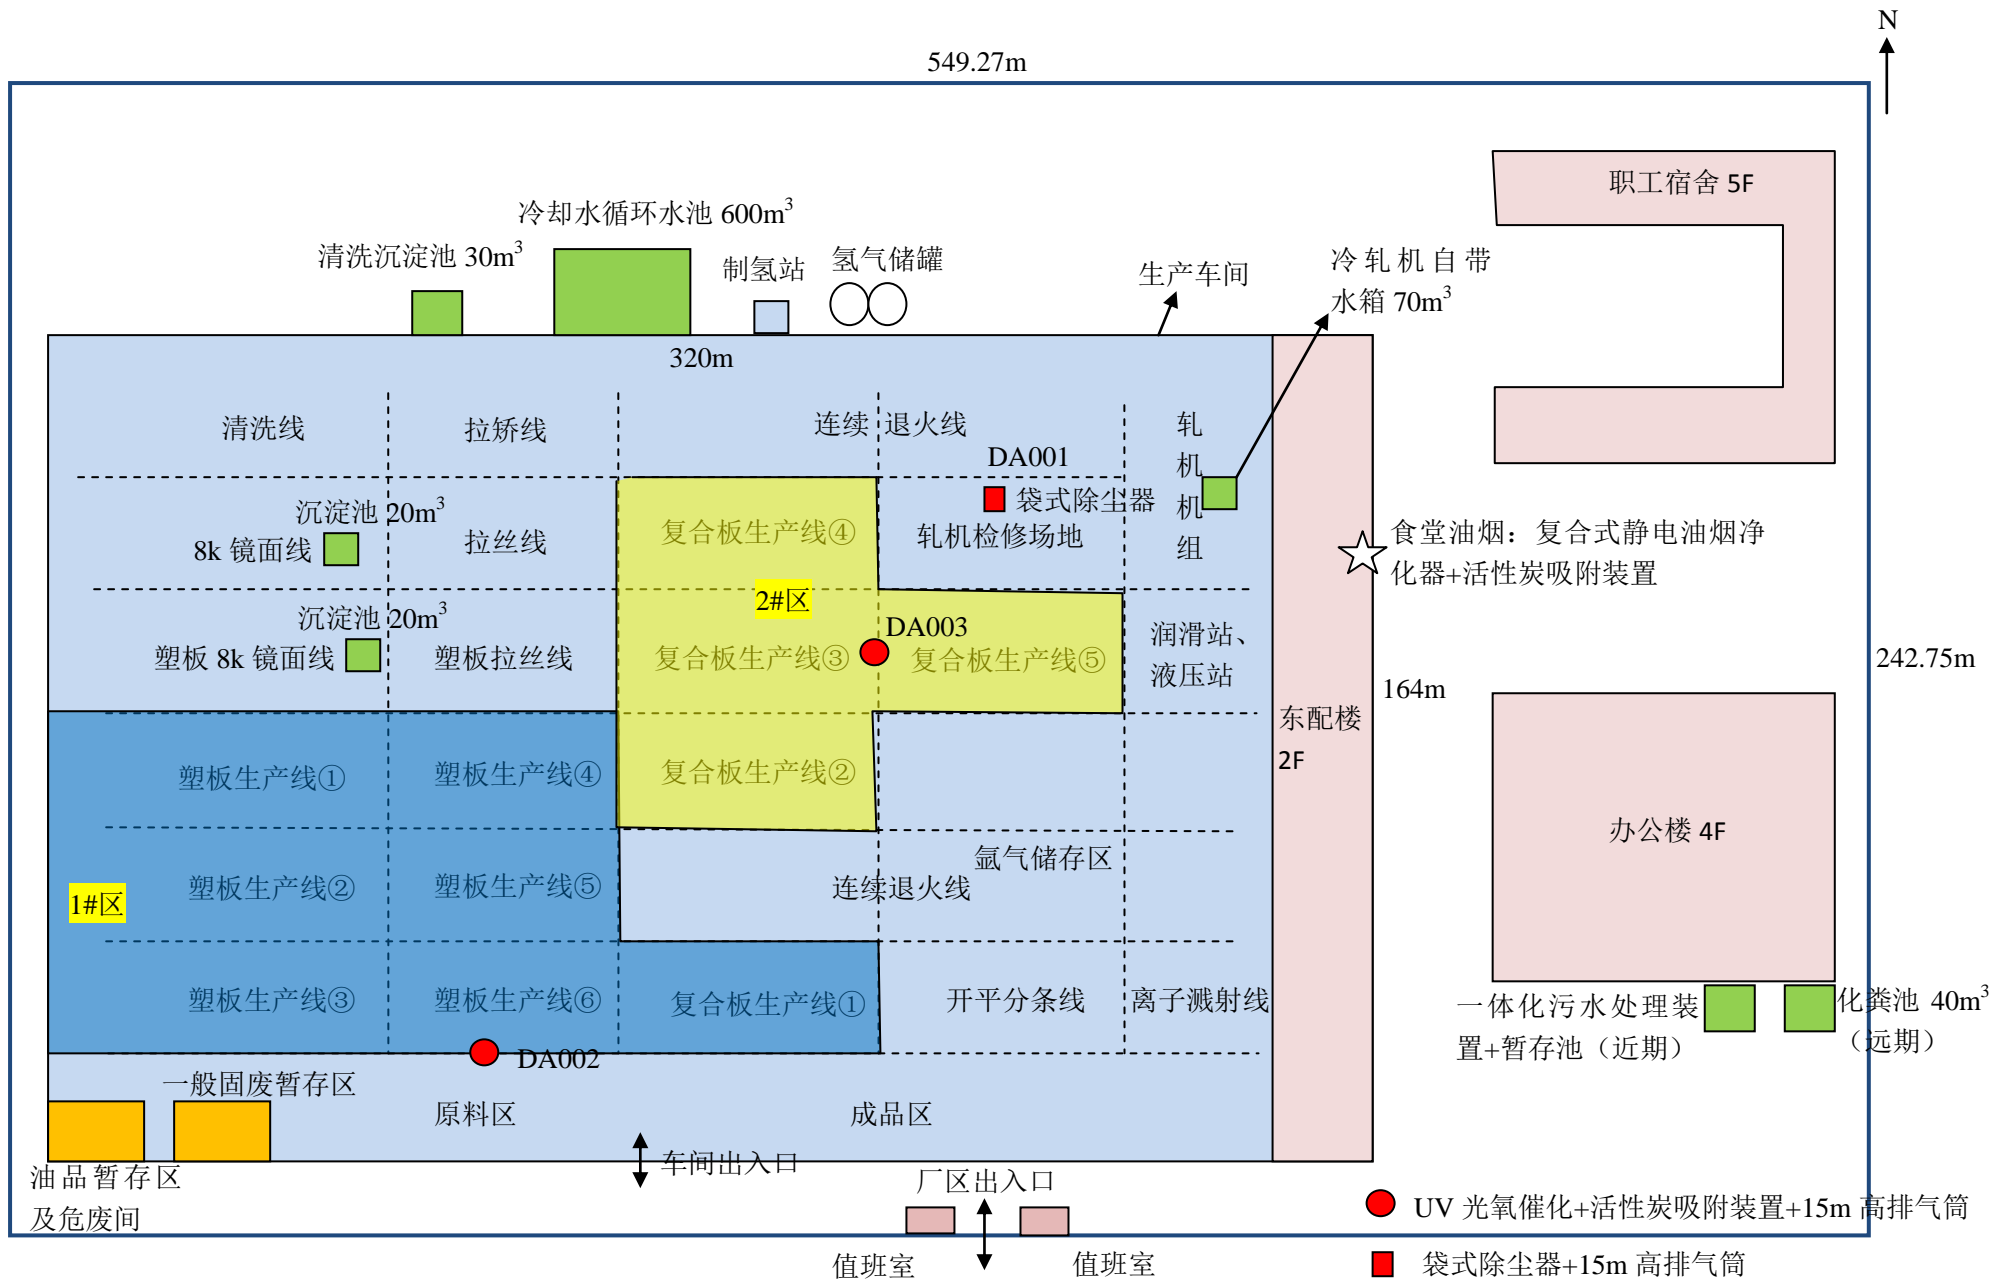 N
549.27m
职工宿舍 5F
冷却水循环水池 600m³
清洗沉淀池 30m³
制氢站
氢气储罐
生产车间
冷轧机自带
水箱 70m³
320m
清洗线
拉矫线
连续退火线
轧机机组
DA001
袋式除尘器
轧机检修场地
沉淀池 20m³
8k 镜面线
拉丝线
复合板生产线④
食堂油烟：复合式静电油烟净
化器+活性炭吸附装置
2#区
沉淀池 20m³
塑板 8k 镜面线
塑板拉丝线
复合板生产线③
DA003
复合板生产线⑤
润滑站、
液压站
164m
242.75m
东配楼
2F
塑板生产线①
塑板生产线④
复合板生产线②
办公楼 4F
氩气储存区
连续退火线
1#区
塑板生产线②
塑板生产线⑤
塑板生产线③
塑板生产线⑥
复合板生产线①
开平分条线
离子溅射线
一体化污水处理装
置+暂存池（近期）
化粪池 40m³
（远期）
DA002
一般固废暂存区
原料区
成品区
车间出入口
油品暂存区
及危废间
厂区出入口
值班室
值班室
UV 光氧催化+活性炭吸附装置+15m 高排气筒
袋式除尘器+15m 高排气筒